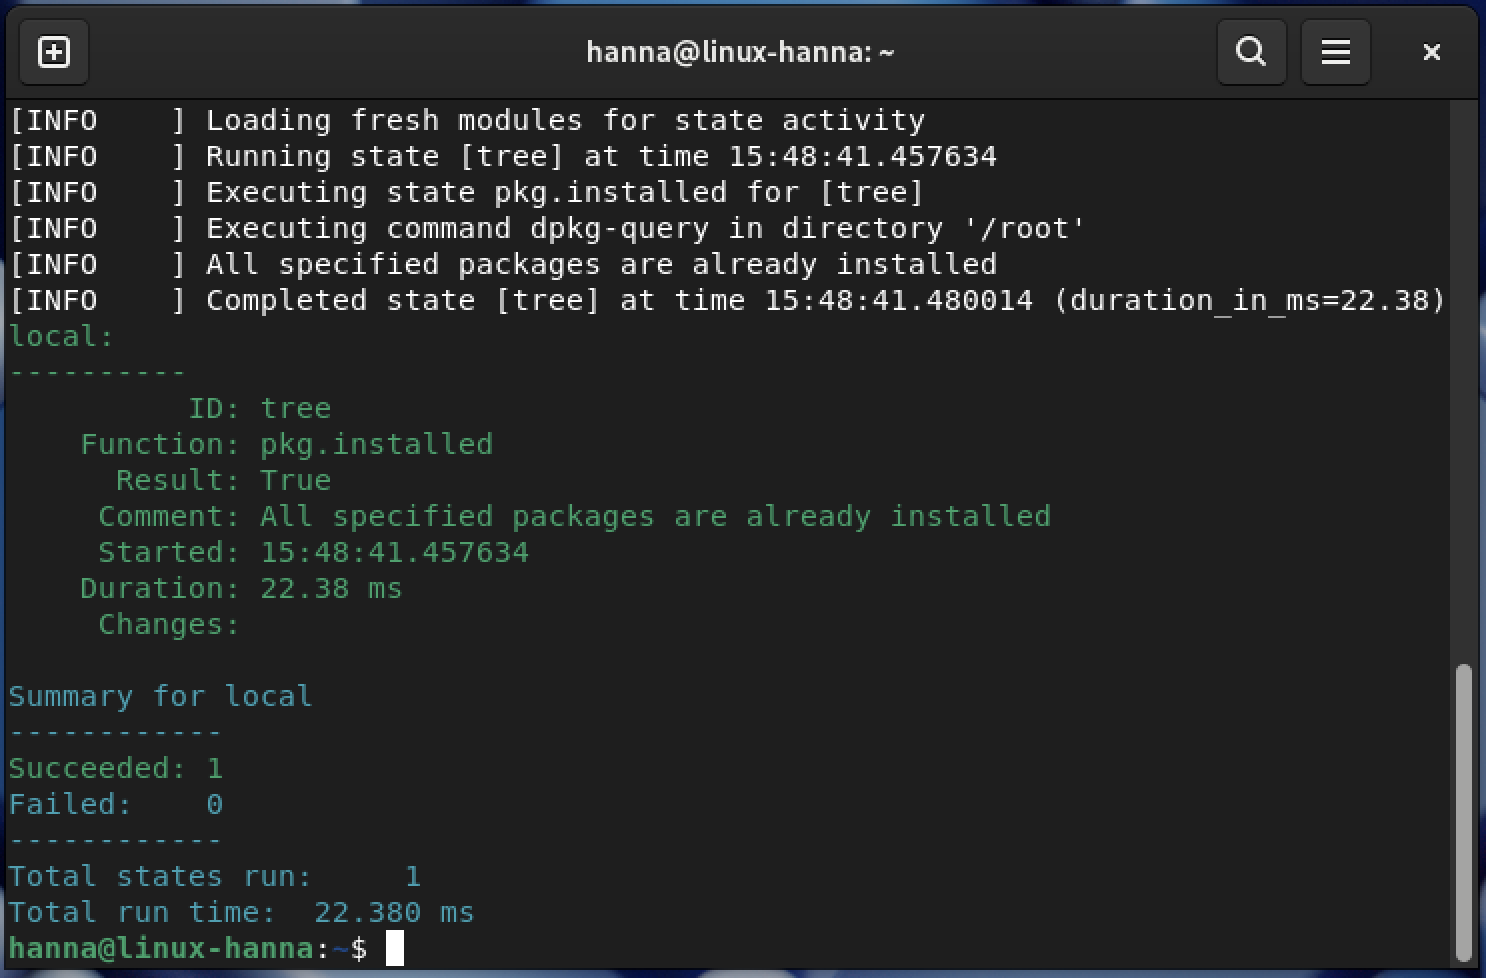 hanna@linux-hanna: ~
[INFO    ] Loading fresh modules for state activity
[INFO    ] Running state [tree] at time 15:48:41.457634
[INFO    ] Executing state pkg.installed for [tree]
[INFO    ] Executing command dpkg-query in directory '/root'
[INFO    ] All specified packages are already installed
[INFO    ] Completed state [tree] at time 15:48:41.480014 (duration_in_ms=22.38)
local:
----------
          ID: tree
    Function: pkg.installed
      Result: True
     Comment: All specified packages are already installed
     Started: 15:48:41.457634
    Duration: 22.38 ms
     Changes:

Summary for local
------------
Succeeded: 1
Failed:    0
------------
Total states run:     1
Total run time:  22.380 ms
hanna@linux-hanna:~$